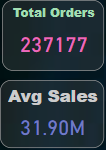 Total Orders
237177
Avg Sales
31.90M